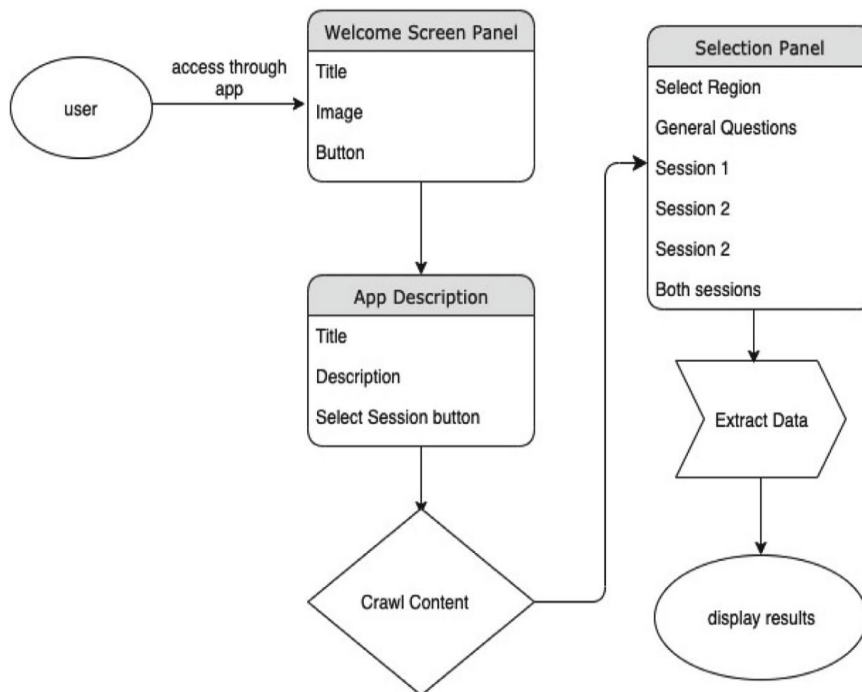 user
access through
app
Welcome Screen Panel
Title
Image
Button
App Description
Title
Description
Select Session button
Crawl Content
Selection Panel
Select Region
General Questions
Session 1
Session 2
Session 2
Both sessions
Extract Data
display results